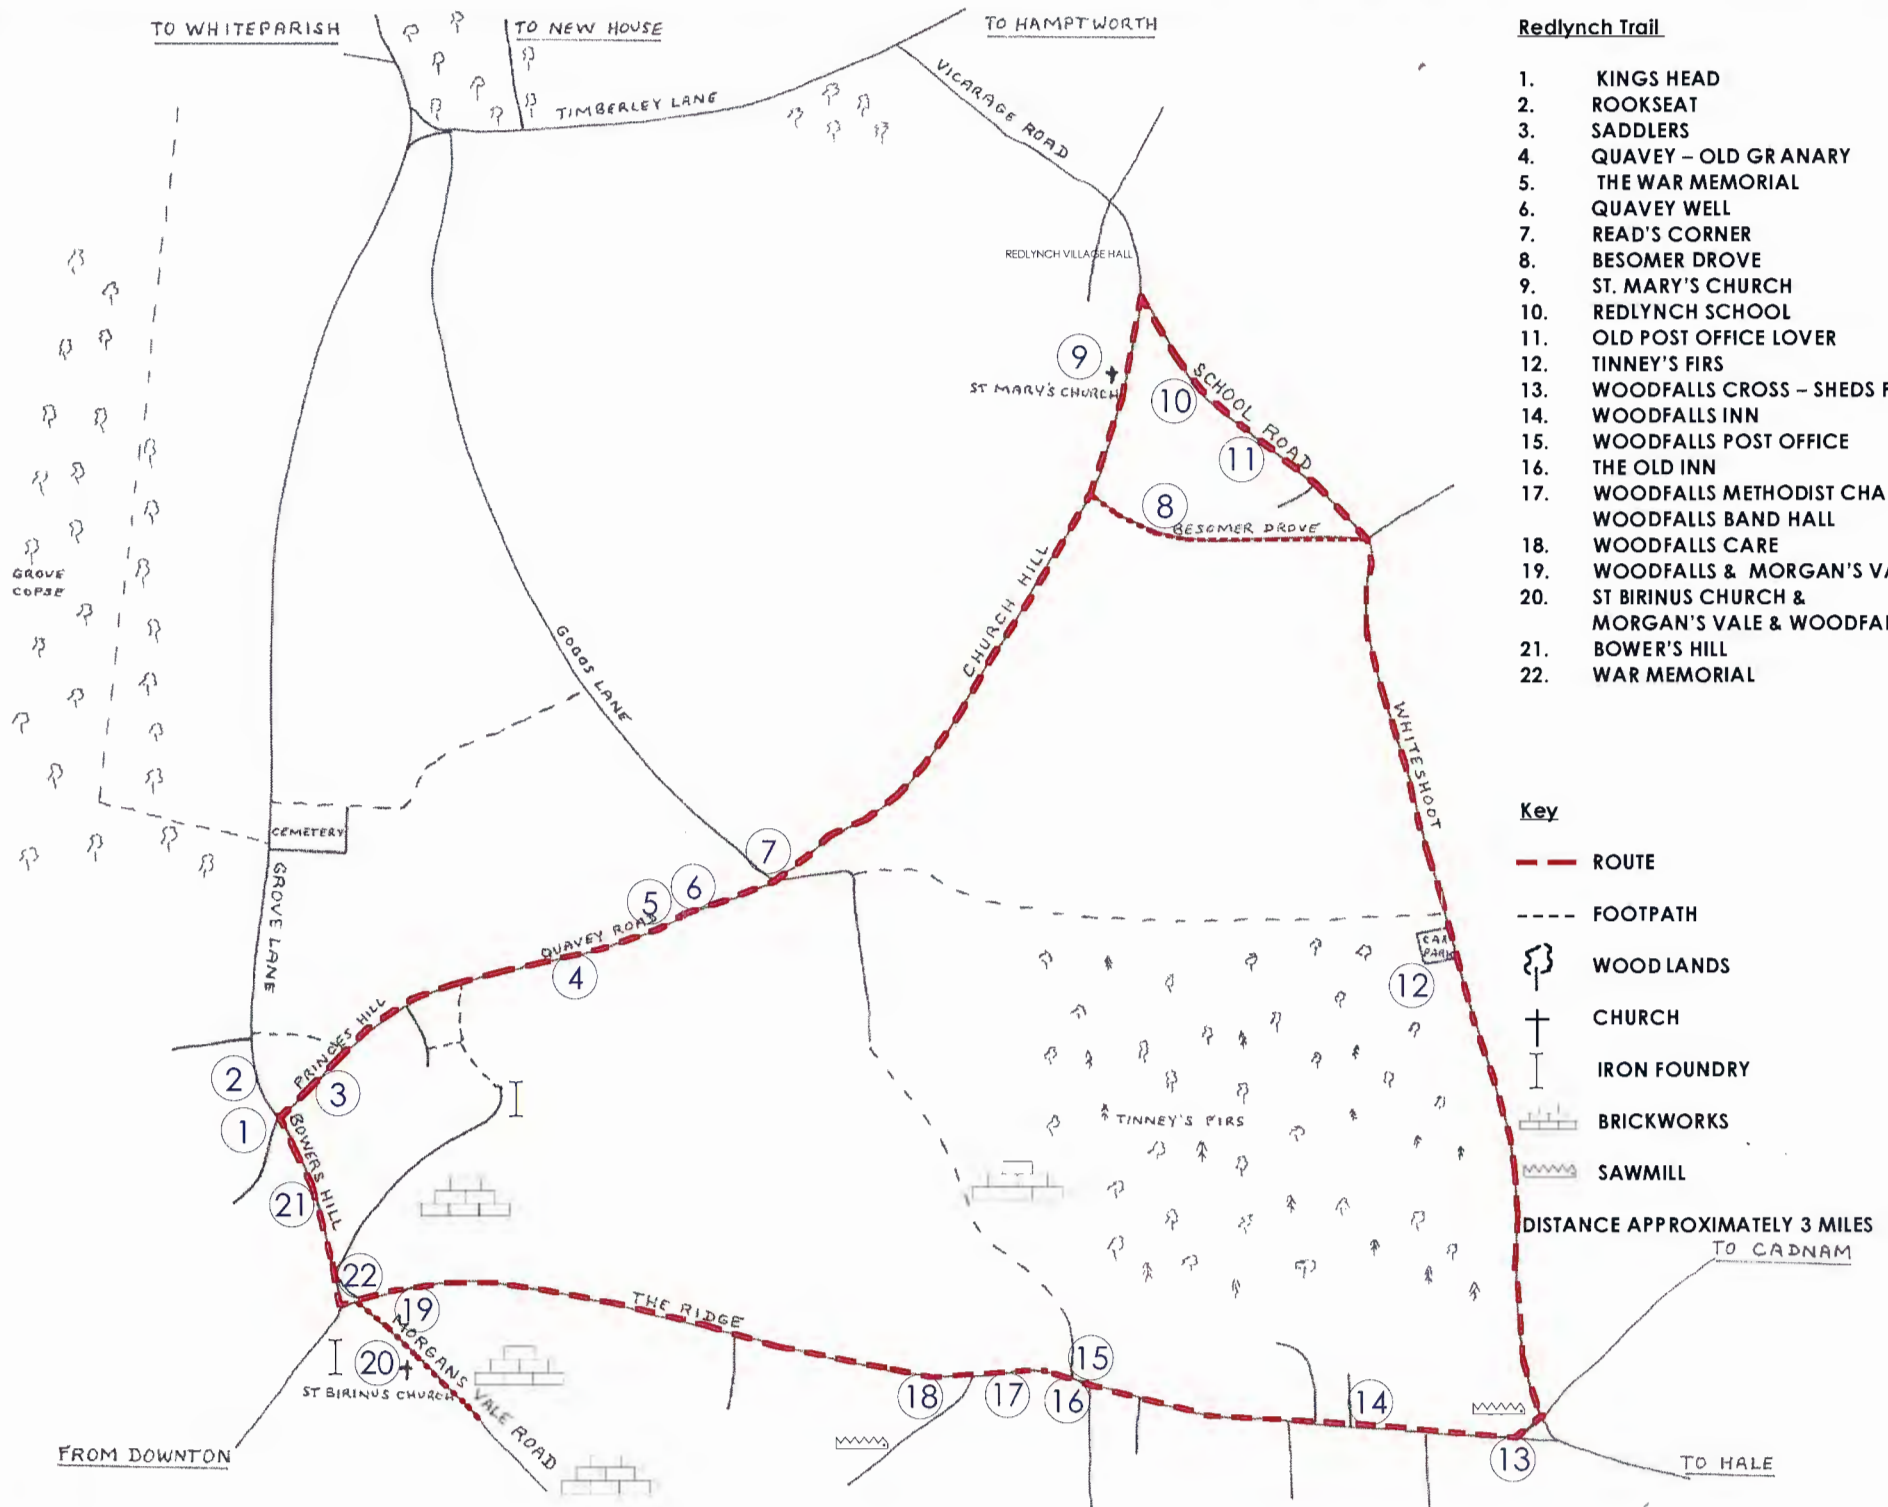 TO WHITEPARISH
TO NEW HOUSE
TO HAMPTWORTH
TIMBERLEY LANE
VICARAGE ROAD
REDLYNCH VILLAGE HALL
9
ST MARY'S CHURCH
10
SCHOOL ROAD
11
8
BESOMER DROVE
CHURCH HILL
GROVE
COPSE
GOGGS LANE
WHITESHOOT
CEMETERY
GROVE LANE
7
6
5
QUAVEY ROAD
4
CAR
PARK
12
PRINCES HILL
2
3
1
BOWERS HILL
21
TINNEY'S FIRS
22
19
THE RIDGE
MORGANS VALE ROAD
20
ST BIRINUS CHURCH
18
17
15
16
14
13
FROM DOWNTON
TO CADNAM
TO HALE
Redlynch Trail
1. KINGS HEAD
2. ROOKSEAT
3. SADDLERS
4. QUAVEY – OLD GRANARY
5. THE WAR MEMORIAL
6. QUAVEY WELL
7. READ'S CORNER
8. BESOMER DROVE
9. ST. MARY'S CHURCH
10. REDLYNCH SCHOOL
11. OLD POST OFFICE LOVER
12. TINNEY'S FIRS
13. WOODFALLS CROSS – SHEDS
14. WOODFALLS INN
15. WOODFALLS POST OFFICE
16. THE OLD INN
17. WOODFALLS METHODIST CHA
WOODFALLS BAND HALL
18. WOODFALLS CARE
19. WOODFALLS & MORGAN'S VA
20. ST BIRINUS CHURCH &
MORGAN'S VALE & WOODFA
21. BOWER'S HILL
22. WAR MEMORIAL
Key
ROUTE
FOOTPATH
WOODLANDS
CHURCH
IRON FOUNDRY
BRICKWORKS
SAWMILL
DISTANCE APPROXIMATELY 3 MILES